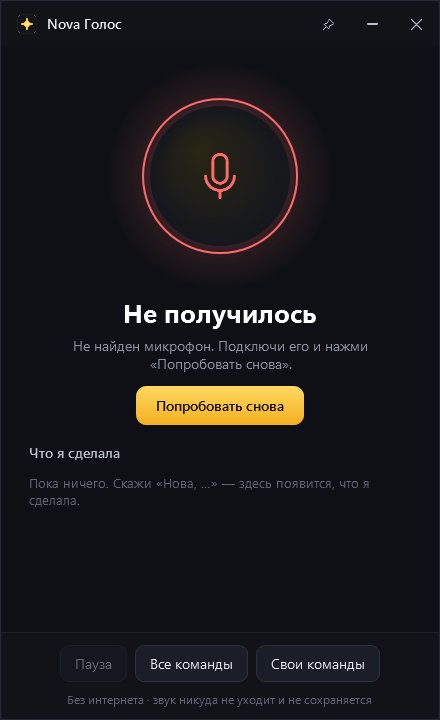 Nova Голос
Не получилось
Не найден микрофон. Подключи его и нажми
«Попробовать снова».
Попробовать снова
Что я сделала
Пока ничего. Скажи «Нова, ...» — здесь появится, что я
сделала.
Пауза
Все команды
Свои команды
Без интернета · звук никуда не уходит и не сохраняется